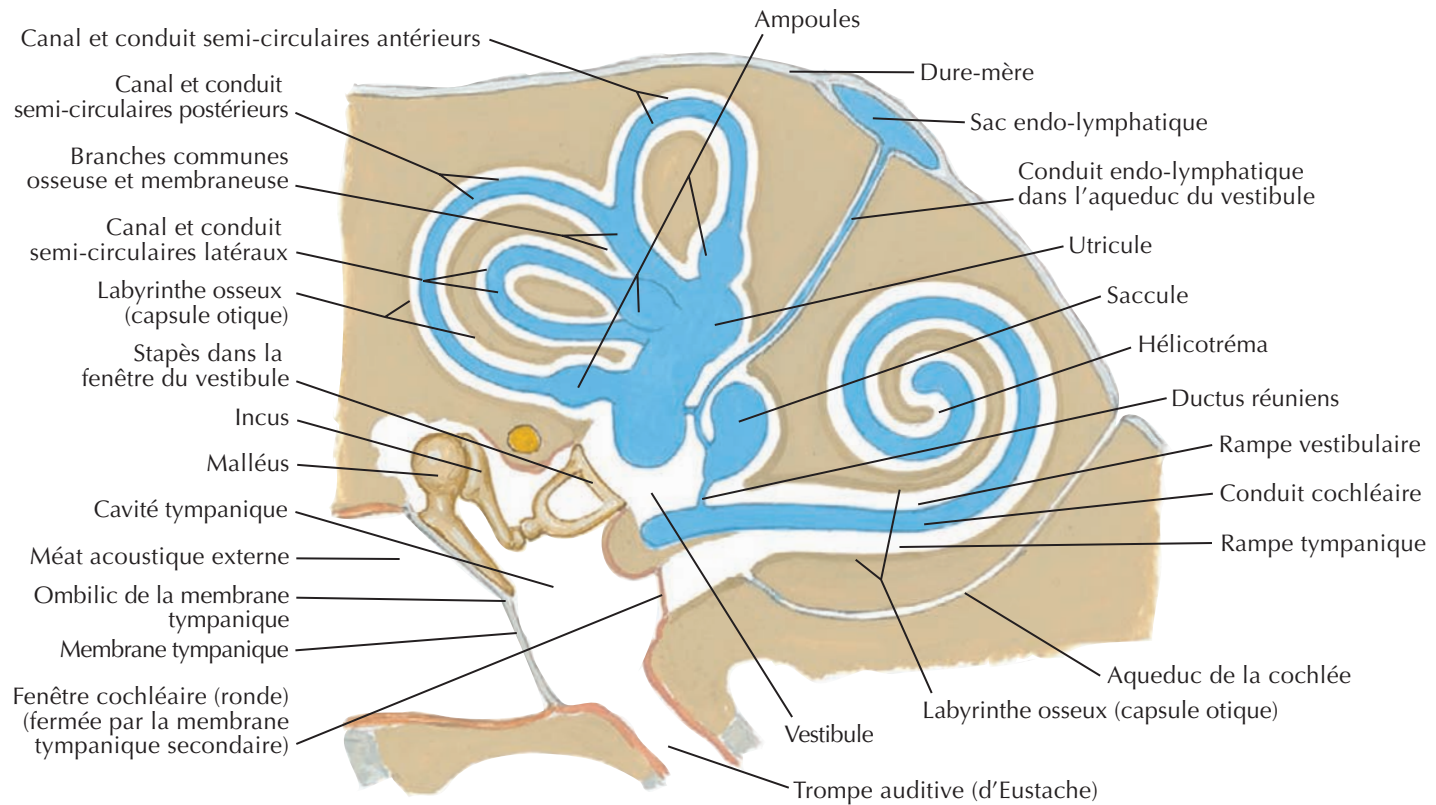 Canal et conduit semi-circulaires antérieurs
Canal et conduit
semi-circulaires postérieurs
Branches communes
osseuse et membraneuse
Canal et conduit
semi-circulaires latéraux
Labyrinthe osseux
(capsule otique)
Stapès dans la
fenêtre du vestibule
Incus
Malléus
Cavité tympanique
Méat acoustique externe
Ombilic de la membrane
tympanique
Membrane tympanique
Fenêtre cochléaire (ronde)
(fermée par la membrane
tympanique secondaire)
Ampoules
Dure-mère
Sac endo-lymphatique
Conduit endo-lymphatique
dans l’aqueduc du vestibule
Utricule
Saccule
Hélicotréma
Ductus réuniens
Rampe vestibulaire
Conduit cochléaire
Rampe tympanique
Aqueduc de la cochlée
Labyrinthe osseux (capsule otique)
Vestibule
Trompe auditive (d’Eustache)